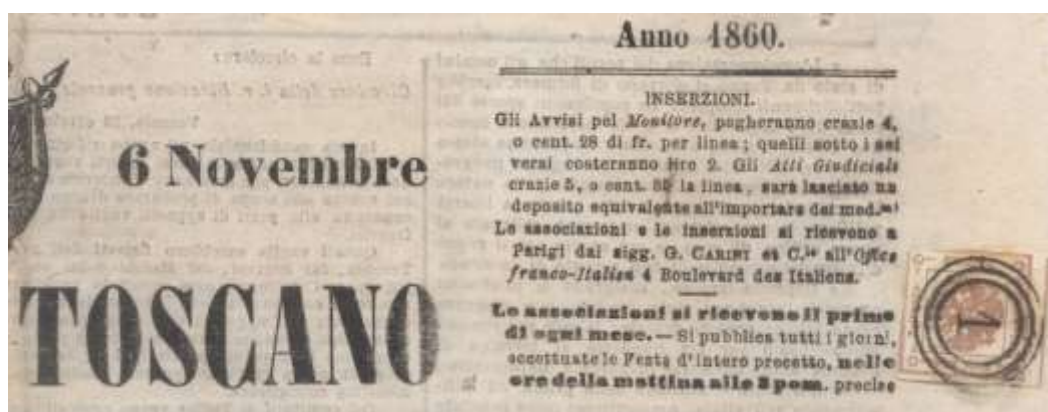 Anno 1860.
6 Novembre
TOSCANO
INSERZIONI.
Gli Avvisi pel Monitore, pagheranno crazie 4,
o cent. 28 di fr. per linea; quelli sotto i sei
versi costeranno lire 2. Gli Atti Giudiciali
crazie 5, o cent. 35 la linea, sarà lasciato un
deposito equivalente all'importare dei med.mi
Le associazioni e le inserzioni si ricevono a
Parigi dai sigg. G. CARINI et C.ie all'Office
franco-Italien 4 Boulevard des Italiens.
Le associazioni si ricevono il primo
di ogni mese. — Si pubblica tutti i giorni,
eccettuate le Feste d'intero precetto, nelle
ore della mattina alle 2 pom. precise
1